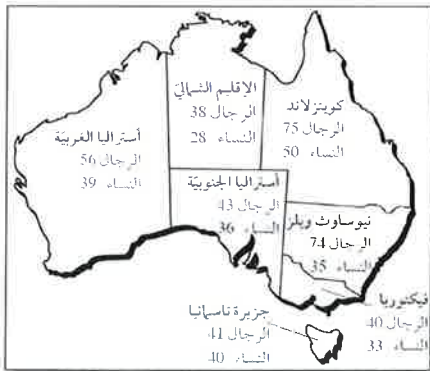 الإقليم الشمالي
الرجال 38
النساء 28
كوينزلاند
الرجال 75
النساء 50
أستراليا الغربية
الرجال 56
النساء 39
أستراليا الجنوبية
الرجال 43
النساء 36
نيوساوث ويلز
الرجال 74
النساء 35
فيكتوريا
الرجال 40
النساء 33
جزيرة تاسمانيا
الرجال 41
النساء 40